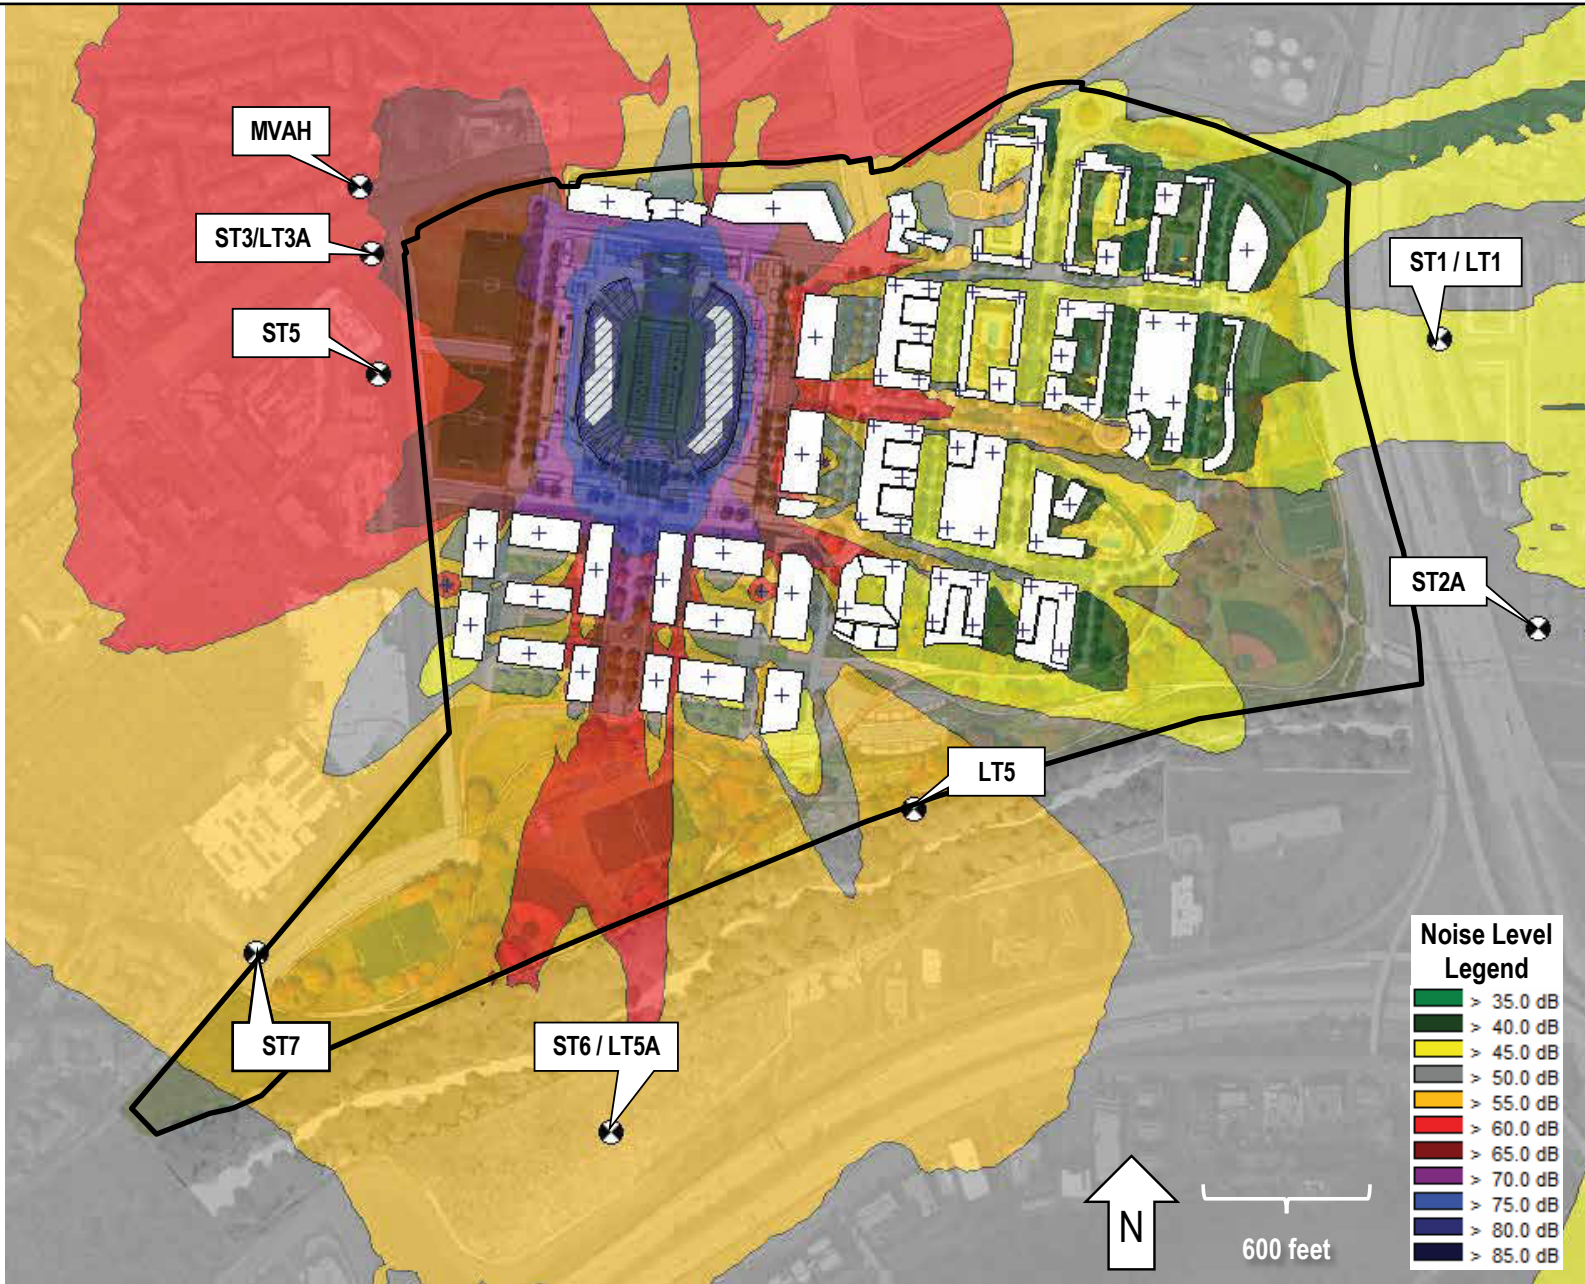 MVAH
ST3/LT3A
ST5
ST1 / LT1
ST2A
LT5
ST7
ST6 / LT5A
N
600 feet
Noise Level
Legend
> 35.0 dB
> 40.0 dB
> 45.0 dB
> 50.0 dB
> 55.0 dB
> 60.0 dB
> 65.0 dB
> 70.0 dB
> 75.0 dB
> 80.0 dB
> 85.0 dB